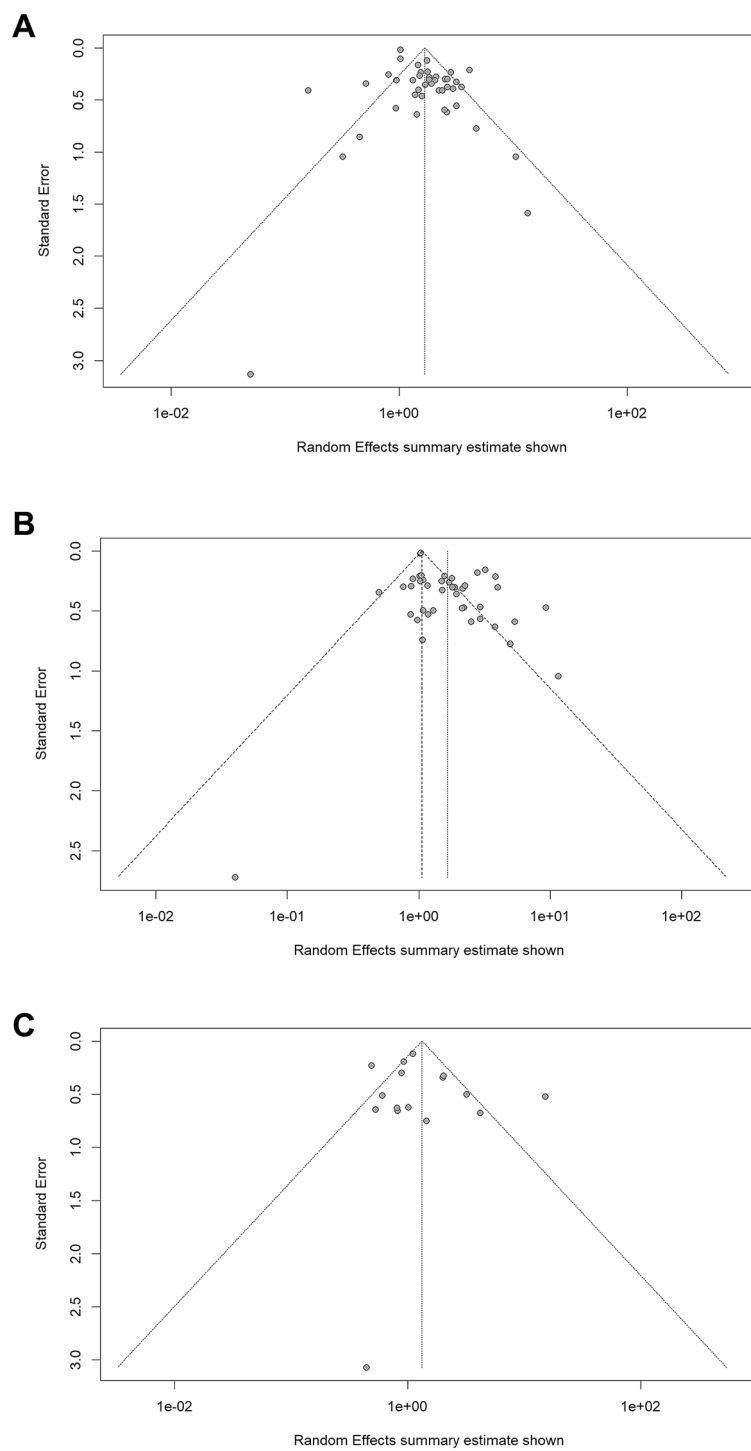 A
0.0
0.5
1.0
1.5
2.0
2.5
3.0
Standard Error
1e-02 1e+00 1e+02
Random Effects summary estimate shown
B
0.0
0.5
1.0
1.5
2.0
2.5
Standard Error
1e-02 1e-01 1e+00 1e+01 1e+02
Random Effects summary estimate shown
C
0.0
0.5
1.0
1.5
2.0
2.5
3.0
Standard Error
1e-02 1e+00 1e+02
Random Effects summary estimate shown